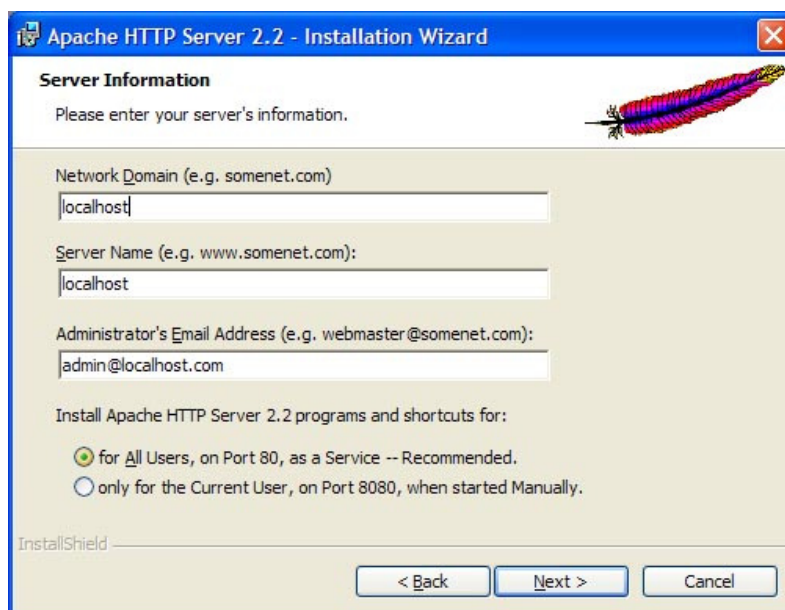 Apache HTTP Server 2.2 - Installation Wizard
Server Information
Please enter your server's information.
Network Domain (e.g. somenet.com)
localhost
Server Name (e.g. www.somenet.com):
localhost
Administrator's Email Address (e.g. webmaster@somenet.com):
admin@localhost.com
Install Apache HTTP Server 2.2 programs and shortcuts for:
for All Users, on Port 80, as a Service -- Recommended.
only for the Current User, on Port 8080, when started Manually.
InstallShield
< Back Next > Cancel